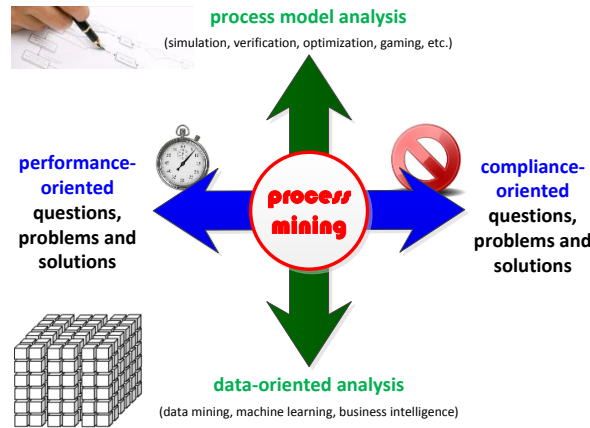 process model analysis
(simulation, verification, optimization, gaming, etc.)
performance-
oriented
questions,
problems and
solutions
process
mining
compliance-
oriented
questions,
problems and
solutions
data-oriented analysis
(data mining, machine learning, business intelligence)